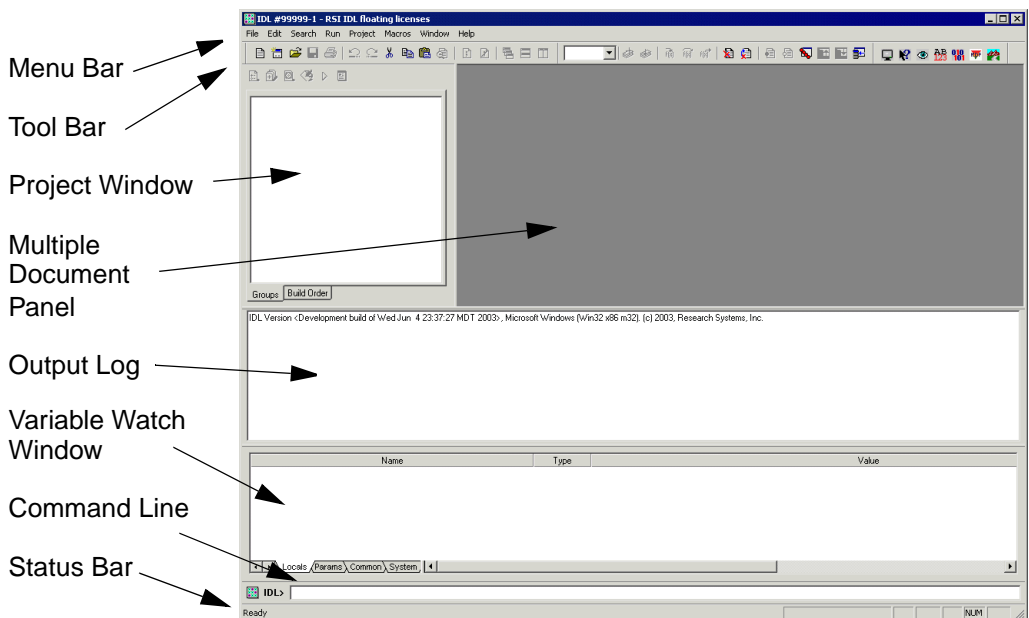 IDL #99999-1 - RSI IDL floating licenses
File Edit Search Run Project Macros Window Help
Menu Bar
Tool Bar
Project Window
Multiple
Document
Panel
Groups Build Order
IDL Version <Development build of Wed Jun 4 23:37:27 MDT 2003>, Microsoft Windows (Win32 x86 m32). (c) 2003, Research Systems, Inc.
Output Log
Variable Watch
Window
Name Type Value
Command Line
Locals Params Common System
Status Bar
IDL>
Ready NUM